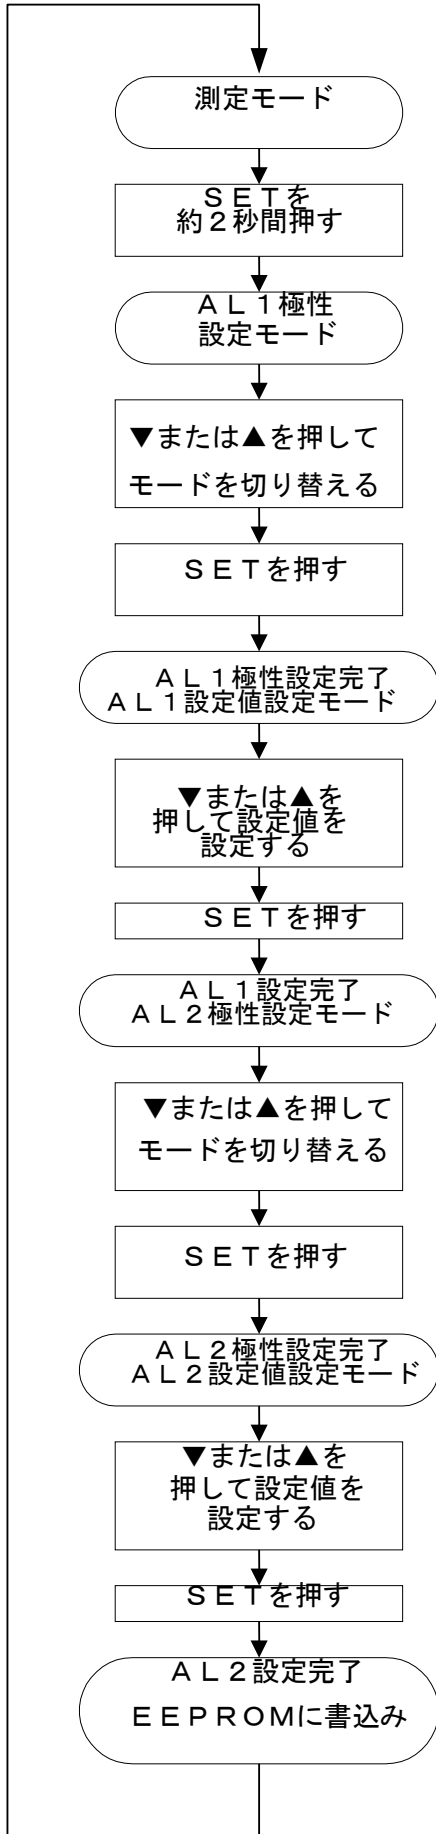 測定モード
ＳＥＴを
約２秒間押す
ＡＬ１極性
設定モード
▼または▲を押して
モードを切り替える
ＳＥＴを押す
ＡＬ１極性設定完了
ＡＬ１設定値設定モード
▼または▲を
押して設定値を
設定する
ＳＥＴを押す
ＡＬ１設定完了
ＡＬ２極性設定モード
▼または▲を押して
モードを切り替える
ＳＥＴを押す
ＡＬ２極性設定完了
ＡＬ２設定値設定モード
▼または▲を
押して設定値を
設定する
ＳＥＴを押す
ＡＬ２設定完了
ＥＥＰＲＯＭに書込み